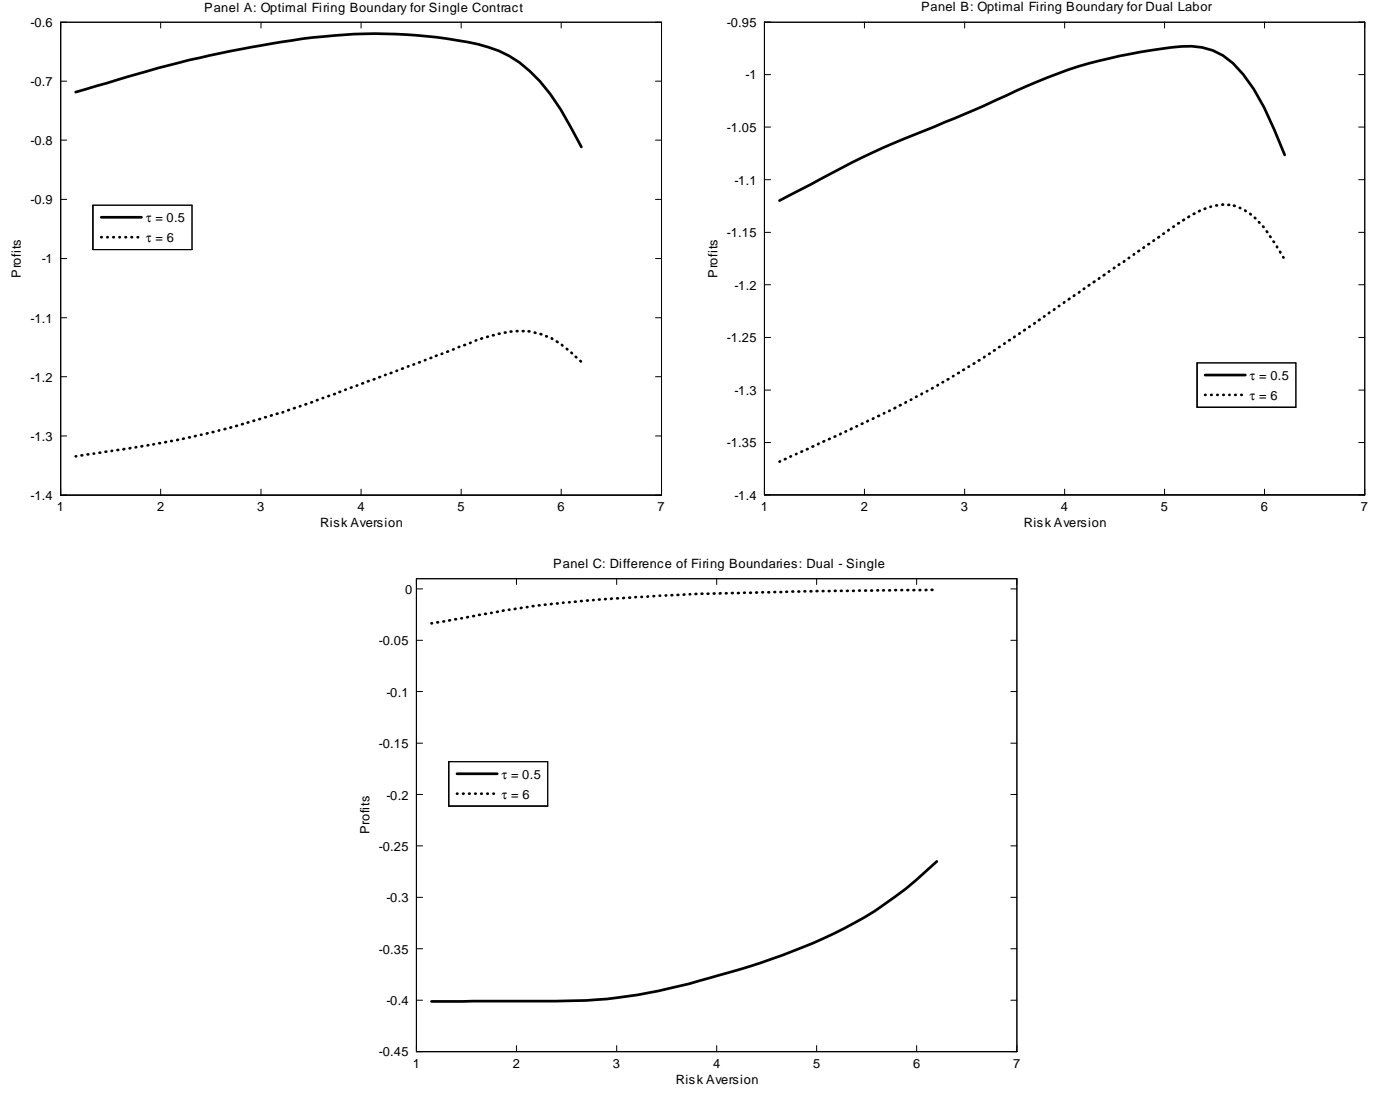 Panel A: Optimal Firing Boundary for Single Contract
-0.6
-0.7
-0.8
-0.9
-1
-1.1
-1.2
-1.3
-1.4
Profits
τ = 0.5
τ = 6
1 2 3 4 5 6 7
Risk Aversion
Panel B: Optimal Firing Boundary for Dual Labor
-0.95
-1
-1.05
-1.1
-1.15
-1.2
-1.25
-1.3
-1.35
-1.4
Profits
τ = 0.5
τ = 6
1 2 3 4 5 6 7
Risk Aversion
Panel C: Difference of Firing Boundaries: Dual - Single
0
-0.05
-0.1
-0.15
-0.2
-0.25
-0.3
-0.35
-0.4
-0.45
Profits
τ = 0.5
τ = 6
1 2 3 4 5 6 7
Risk Aversion